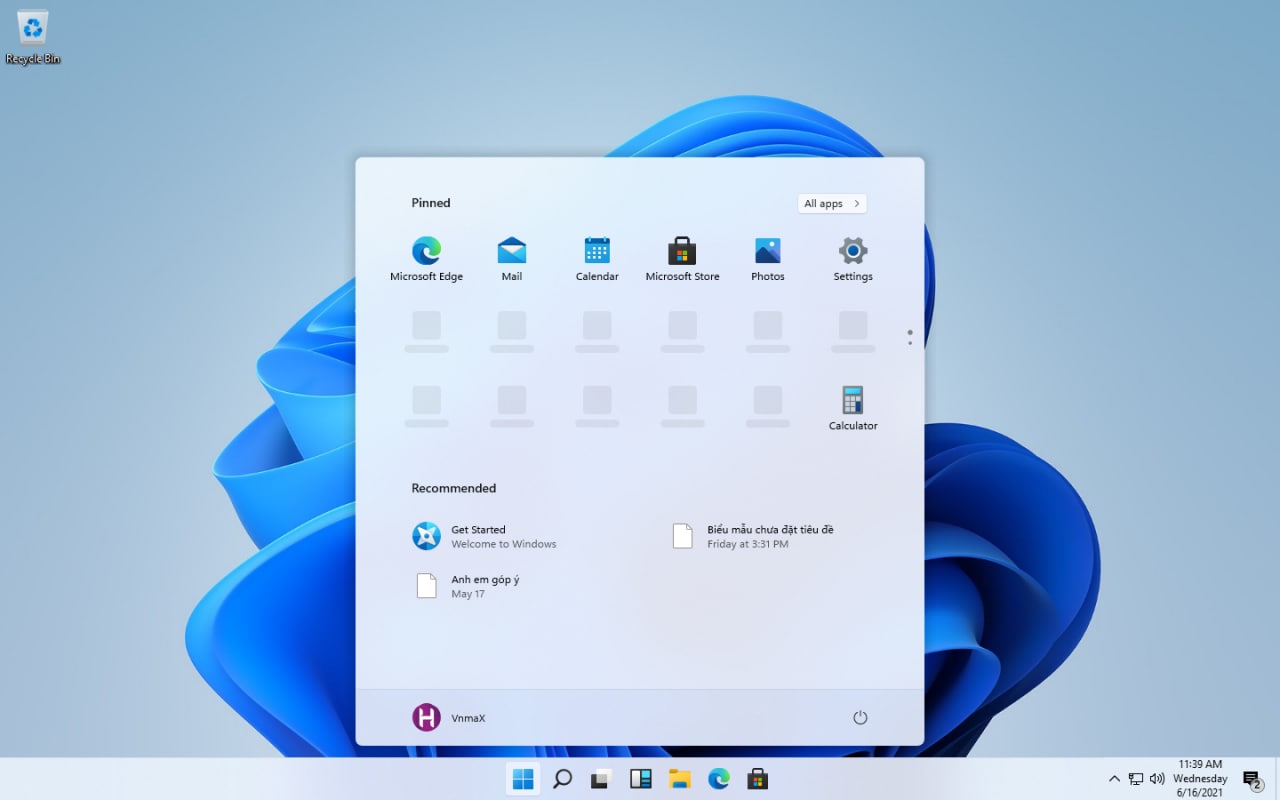 Recycle Bin
Pinned
All apps
Microsoft Edge
Mail
Calendar
Microsoft Store
Photos
Settings
Calculator
Recommended
Get Started
Welcome to Windows
Biểu mẫu chưa đặt tiêu đề
Friday at 3:31 PM
Anh em góp ý
May 17
H
VnmaX
11:39 AM
Wednesday
6/16/2021
2